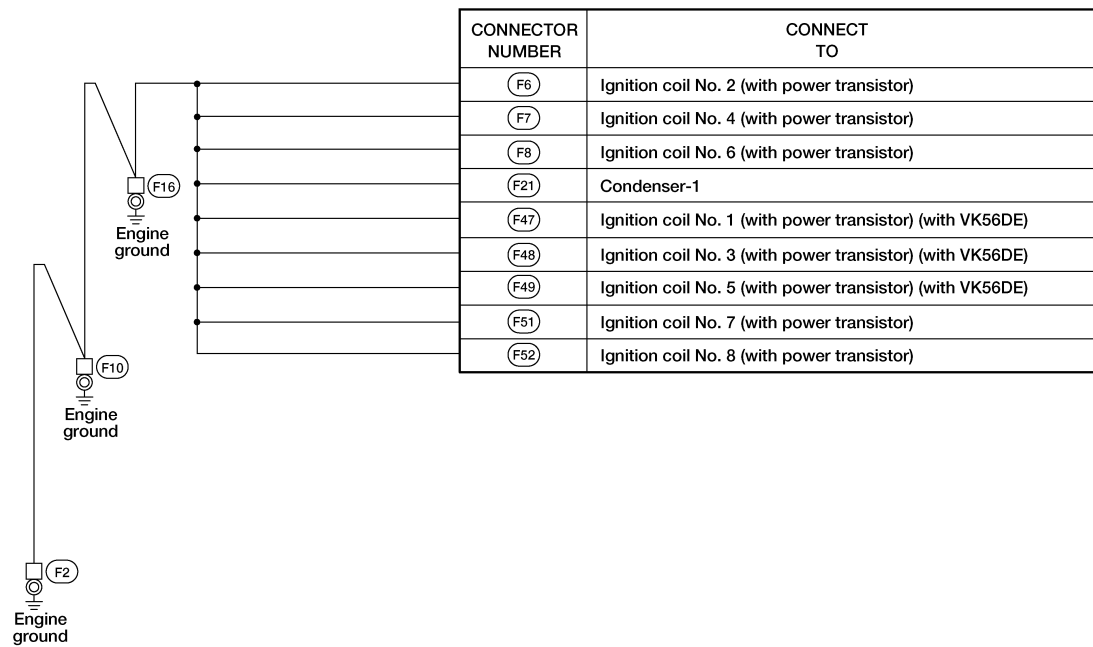 CONNECTOR
NUMBER
CONNECT
TO
F6 Ignition coil No. 2 (with power transistor)
F7 Ignition coil No. 4 (with power transistor)
F8 Ignition coil No. 6 (with power transistor)
F21 Condenser-1
F47 Ignition coil No. 1 (with power transistor) (with VK56DE)
F48 Ignition coil No. 3 (with power transistor) (with VK56DE)
F49 Ignition coil No. 5 (with power transistor) (with VK56DE)
F51 Ignition coil No. 7 (with power transistor)
F52 Ignition coil No. 8 (with power transistor)
F16
Engine
ground
F10
Engine
ground
F2
Engine
ground